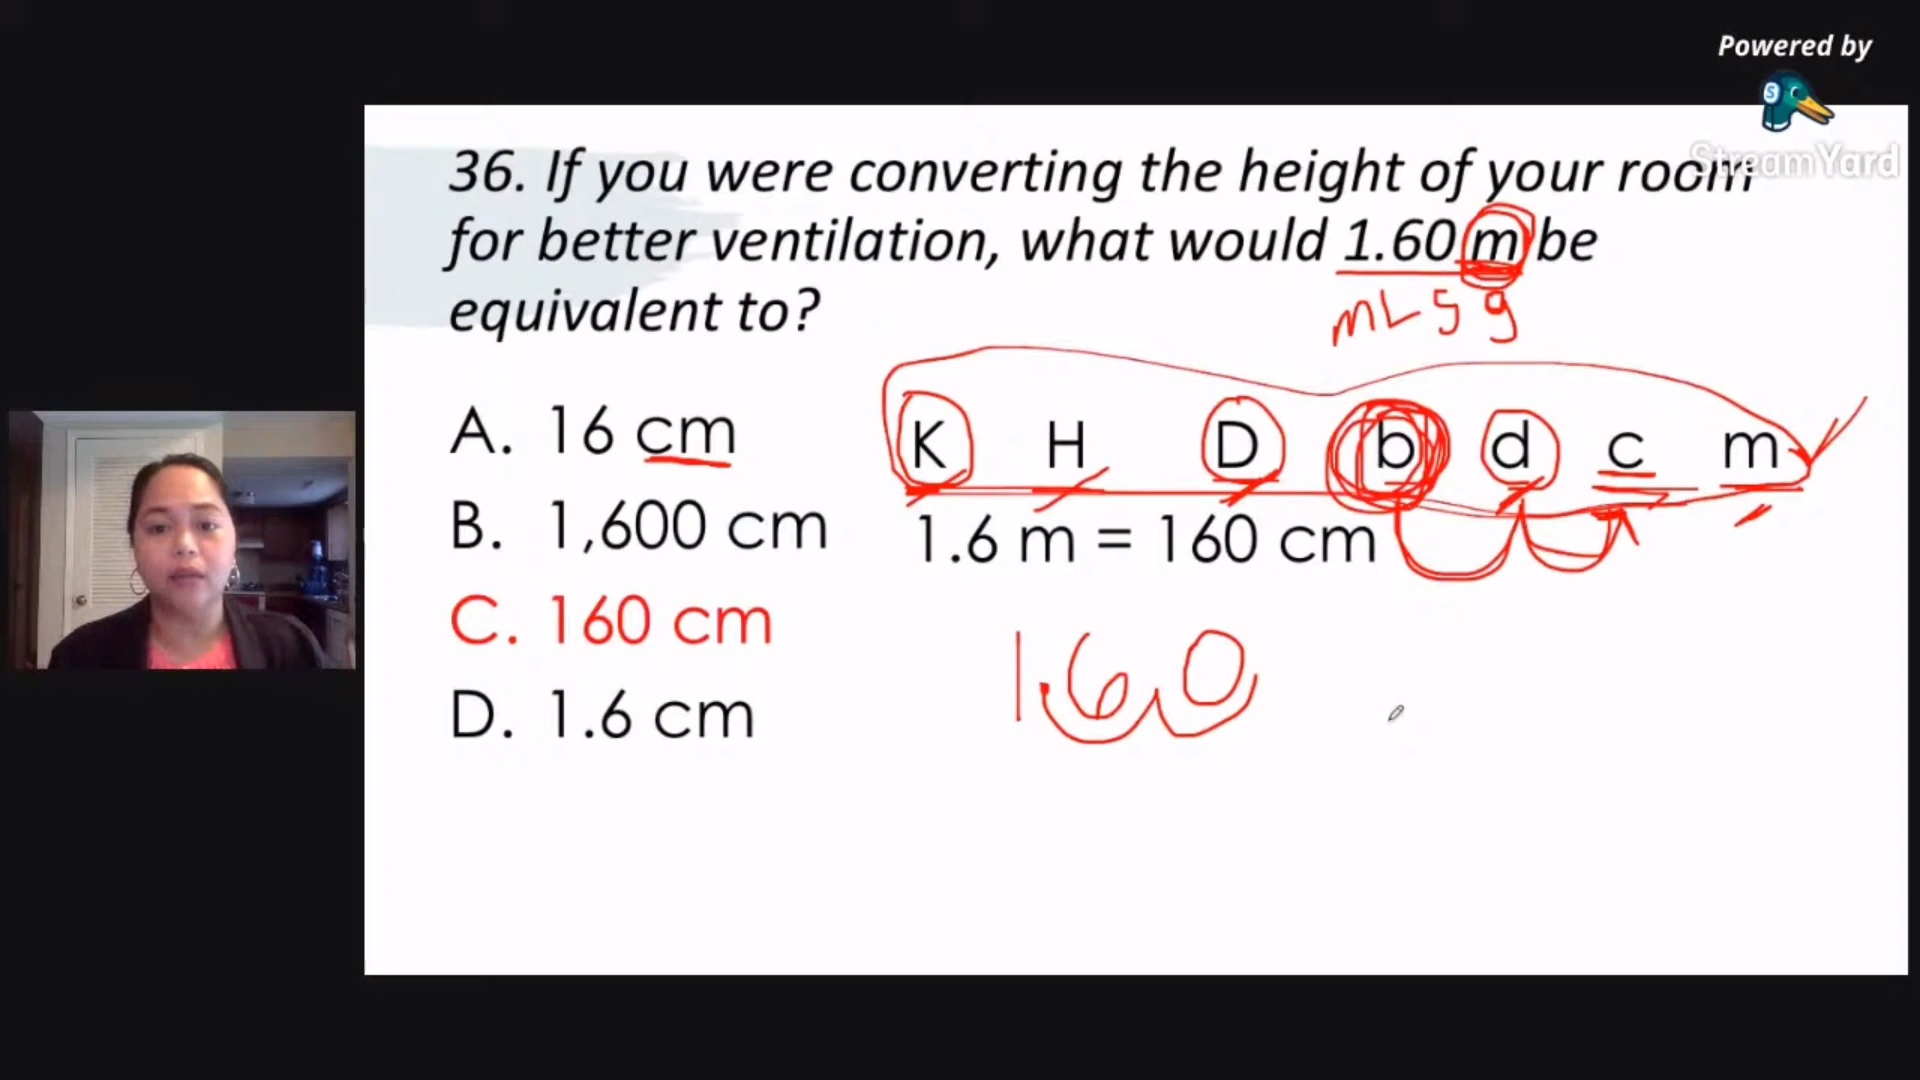 Powered by
StreamYard
36. If you were converting the height of your room
for better ventilation, what would 1.60 m be
equivalent to?
mL s g
A. 16 cm
K H D b d c m
B. 1,600 cm
1.6 m = 160 cm
C. 160 cm
1.60
D. 1.6 cm